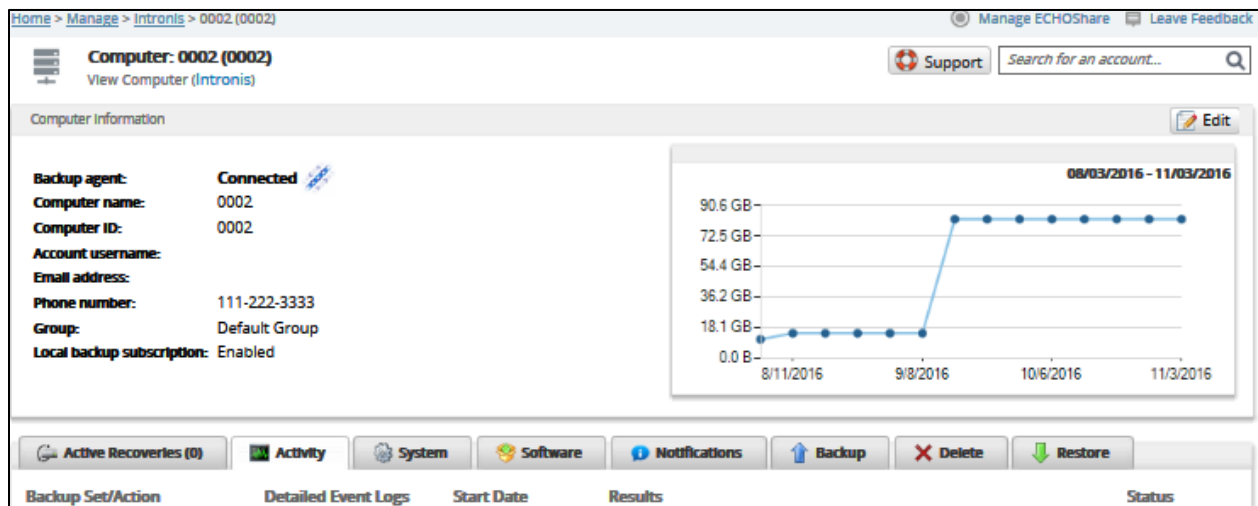 Home > Manage > Intronis > 0002 (0002)
Manage ECHOShare
Leave Feedback
Computer: 0002 (0002)
View Computer (Intronis)
Support
Search for an account...
Computer Information
Edit
Backup agent: Connected
Computer name: 0002
Computer ID: 0002
Account username:
Email address:
Phone number: 111-222-3333
Group: Default Group
Local backup subscription: Enabled
08/03/2016 - 11/03/2016
90.6 GB
72.5 GB
54.4 GB
36.2 GB
18.1 GB
0.0 B
8/11/2016 9/8/2016 10/6/2016 11/3/2016
Active Recoveries (0) Activity System Software Notifications Backup Delete Restore
Backup Set/Action Detailed Event Logs Start Date Results Status